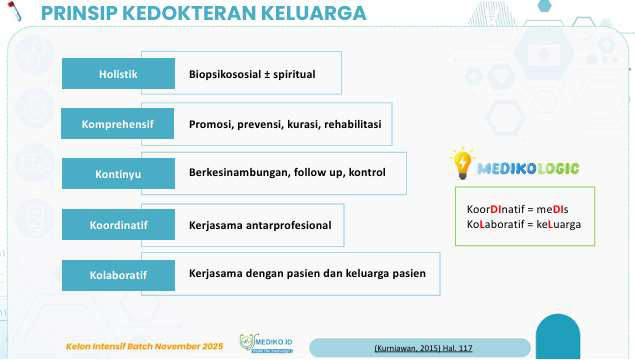 PRINSIP KEDOKTERAN KELUARGA
Holistik
Biopsikososial ± spiritual
Komprehensif
Promosi, prevensi, kurasi, rehabilitasi
Kontinyu
Berkesinambungan, follow up, kontrol
Koordinatif
Kerjasama antarprofesional
Kolaboratif
Kerjasama dengan pasien dan keluarga pasien
MEDIKOLOGIC
KoorDInatif = meDIs
KoLaboratif = keLuarga
Kelon Intensif Batch November 2025
MEDIKO.ID
(Kurniawan, 2015) Hal. 117